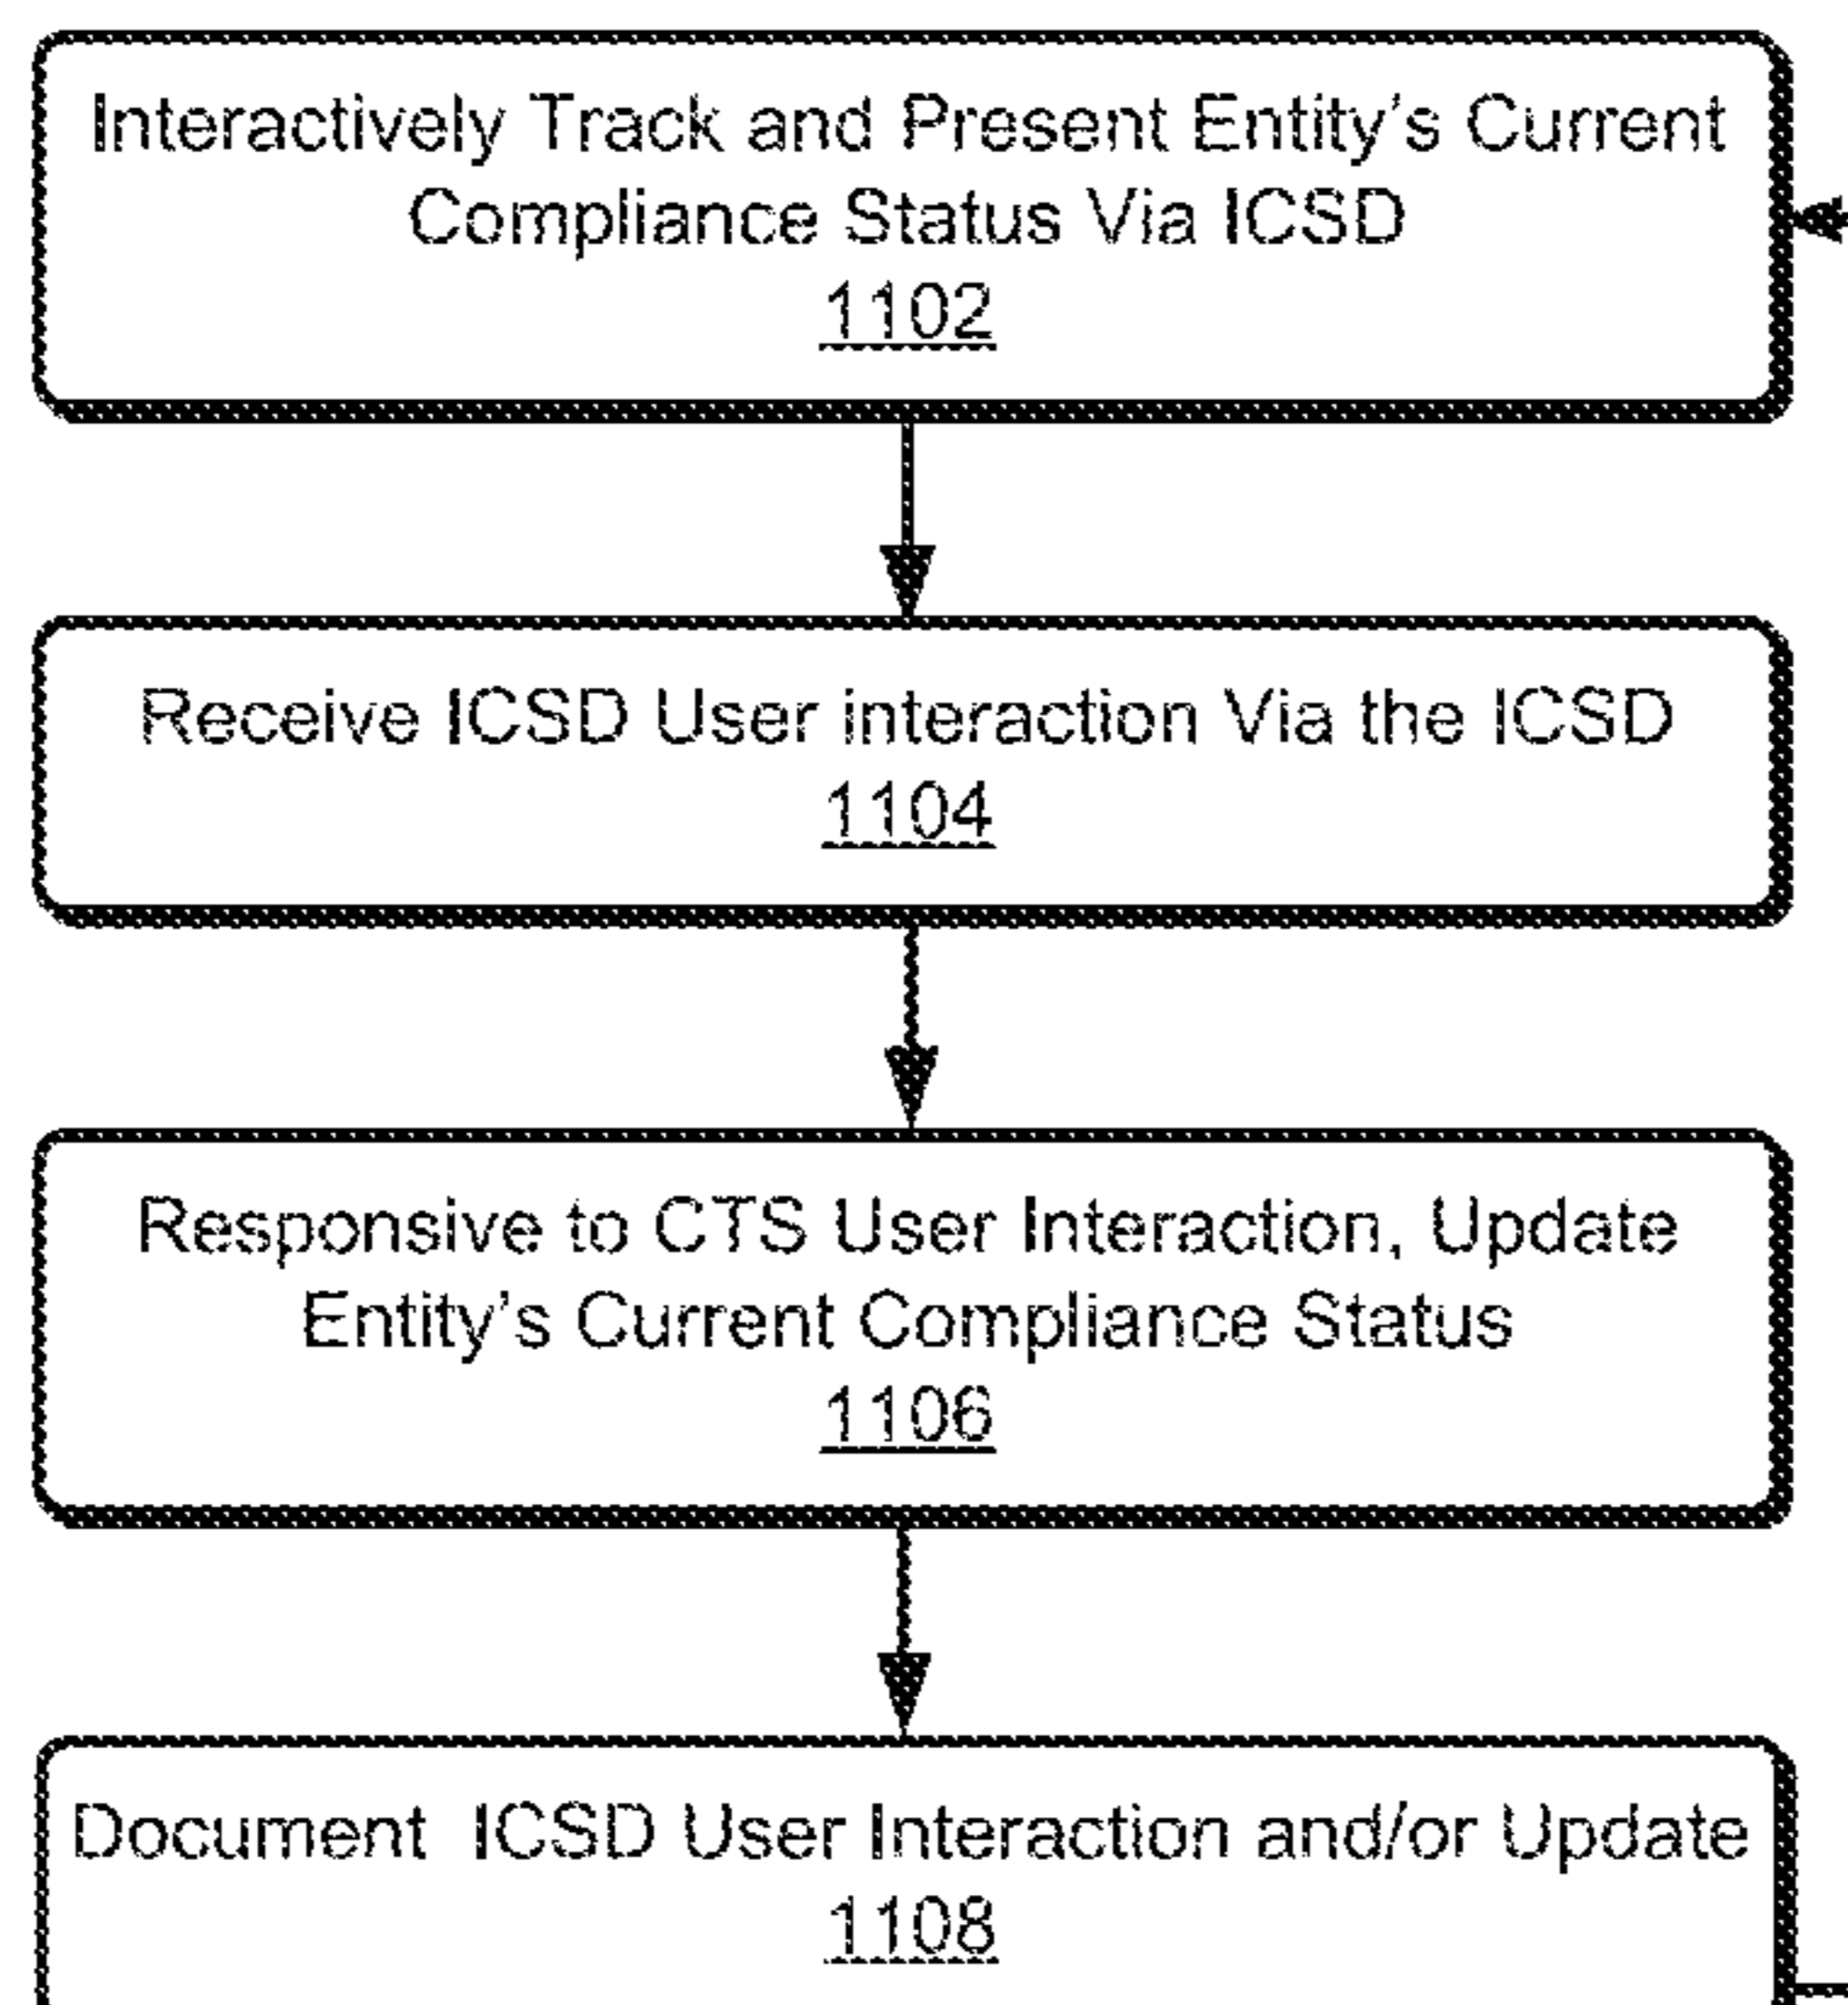 Interactively Track and Present Entity's Current
Compliance Status Via ICSD
1102
Receive ICSD User interaction Via the ICSD
1104
Responsive to CTS User Interaction, Update
Entity's Current Compliance Status
1106
Document ICSD User Interaction and/or Update
1108